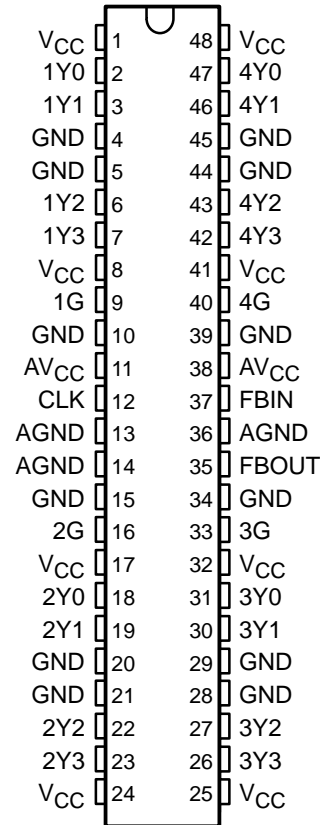 VCC 1 48 VCC
1Y0 2 47 4Y0
1Y1 3 46 4Y1
GND 4 45 GND
GND 5 44 GND
1Y2 6 43 4Y2
1Y3 7 42 4Y3
VCC 8 41 VCC
1G 9 40 4G
GND 10 39 GND
AVCC 11 38 AVCC
CLK 12 37 FBIN
AGND 13 36 AGND
AGND 14 35 FBOUT
GND 15 34 GND
2G 16 33 3G
VCC 17 32 VCC
2Y0 18 31 3Y0
2Y1 19 30 3Y1
GND 20 29 GND
GND 21 28 GND
2Y2 22 27 3Y2
2Y3 23 26 3Y3
VCC 24 25 VCC